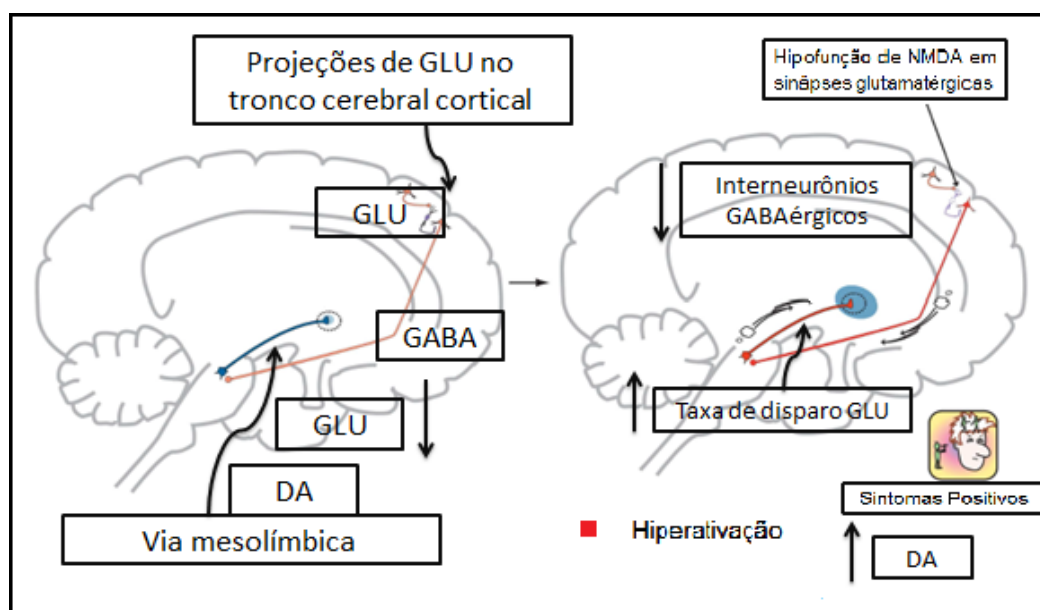 Projeções de GLU no
tronco cerebral cortical
GLU
GABA
GLU
DA
Via mesolímbica
Hipofunção de NMDA em
sinápses glutamatérgicas
Interneurônios
GABAérgicos
Taxa de disparo GLU
Sintomas Positivos
Hiperativação
DA